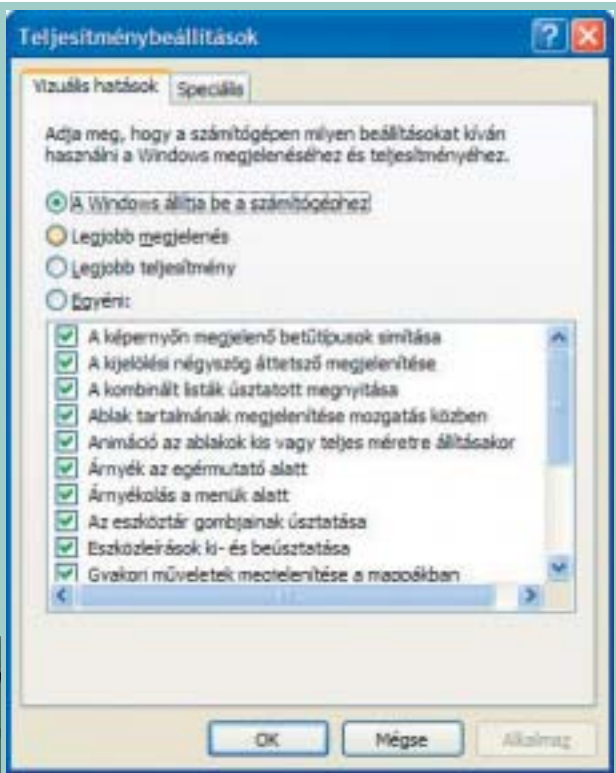 Teljesítménybeállítások
Vizuális hatások
Speciális
Adja meg, hogy a számítógépen milyen beállításokat kíván
használni a Windows megjelenéséhez és teljesítményéhez.
A Windows állítja be a számítógéphez
Legjobb megjelenés
Legjobb teljesítmény
Egyéni:
A képernyőn megjelenő betűtípusok simítása
A kijelölési négyszög áttetsző megjelenítése
A kombinált listák úsztatott megnyitása
Ablak tartalmának megjelenítése mozgatás közben
Animáció az ablakok kis vagy teljes méretre állításakor
Árnyék az egérmutató alatt
Árnyékolás a menük alatt
Az eszköztár gombjainak úsztatása
Eszközleírások ki- és beúsztatása
Gyakori műveletek megjelenítése a mappákban
OK
Mégse
Alkalmaz